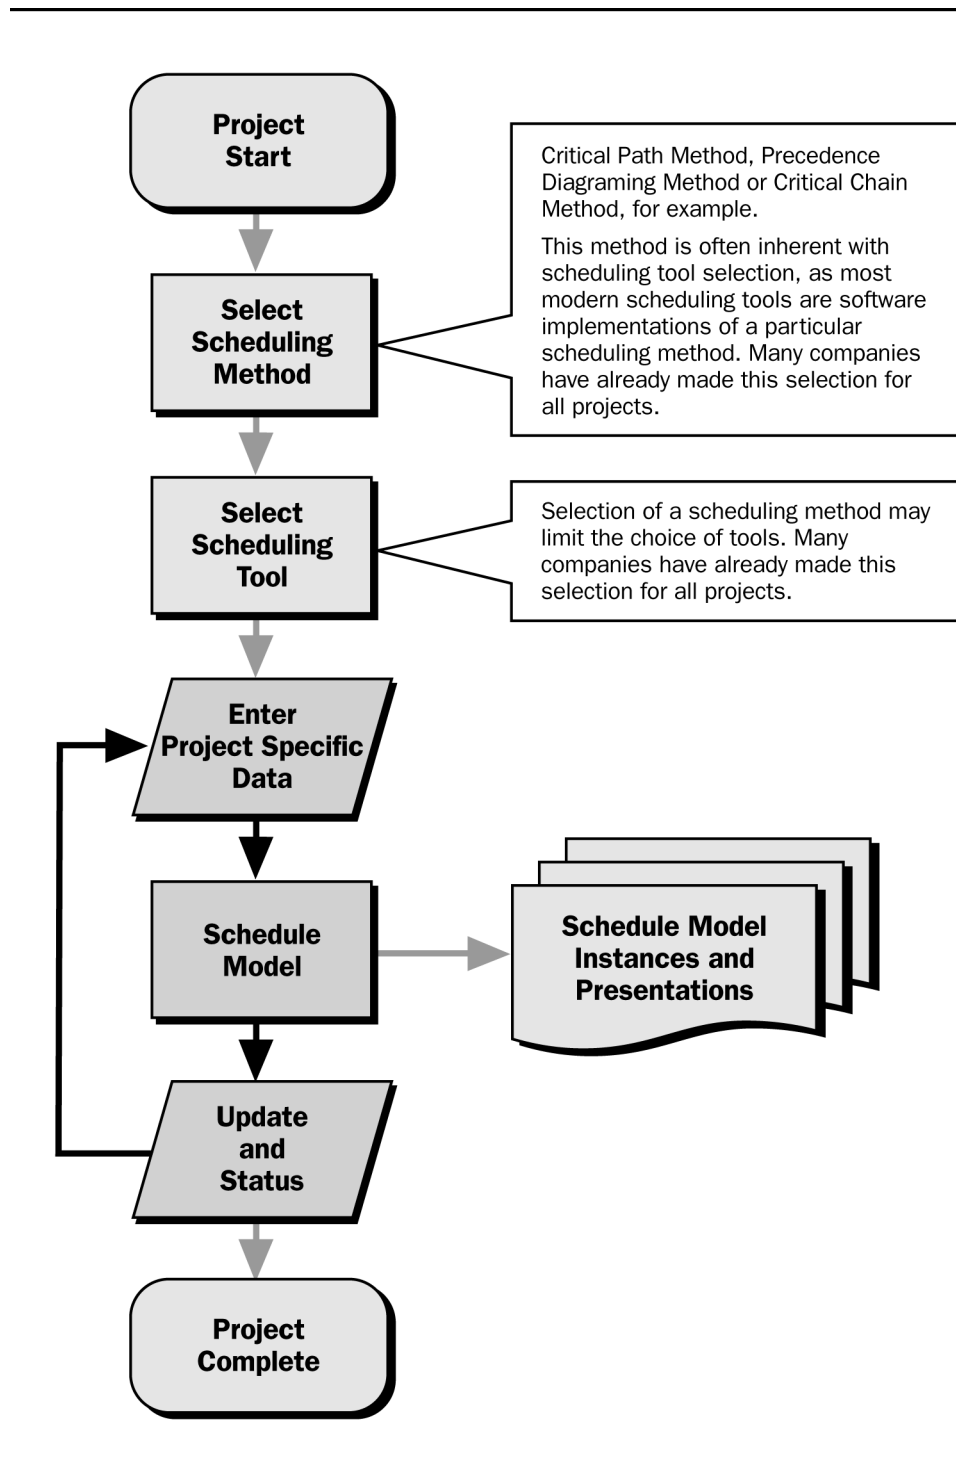 Project
Start
Critical Path Method, Precedence
Diagraming Method or Critical Chain
Method, for example.
This method is often inherent with
scheduling tool selection, as most
modern scheduling tools are software
implementations of a particular
scheduling method. Many companies
have already made this selection for
all projects.
Select
Scheduling
Method
Select
Scheduling
Tool
Selection of a scheduling method may
limit the choice of tools. Many
companies have already made this
selection for all projects.
Enter
Project Specific
Data
Schedule
Model
Schedule Model
Instances and
Presentations
Update
and
Status
Project
Complete